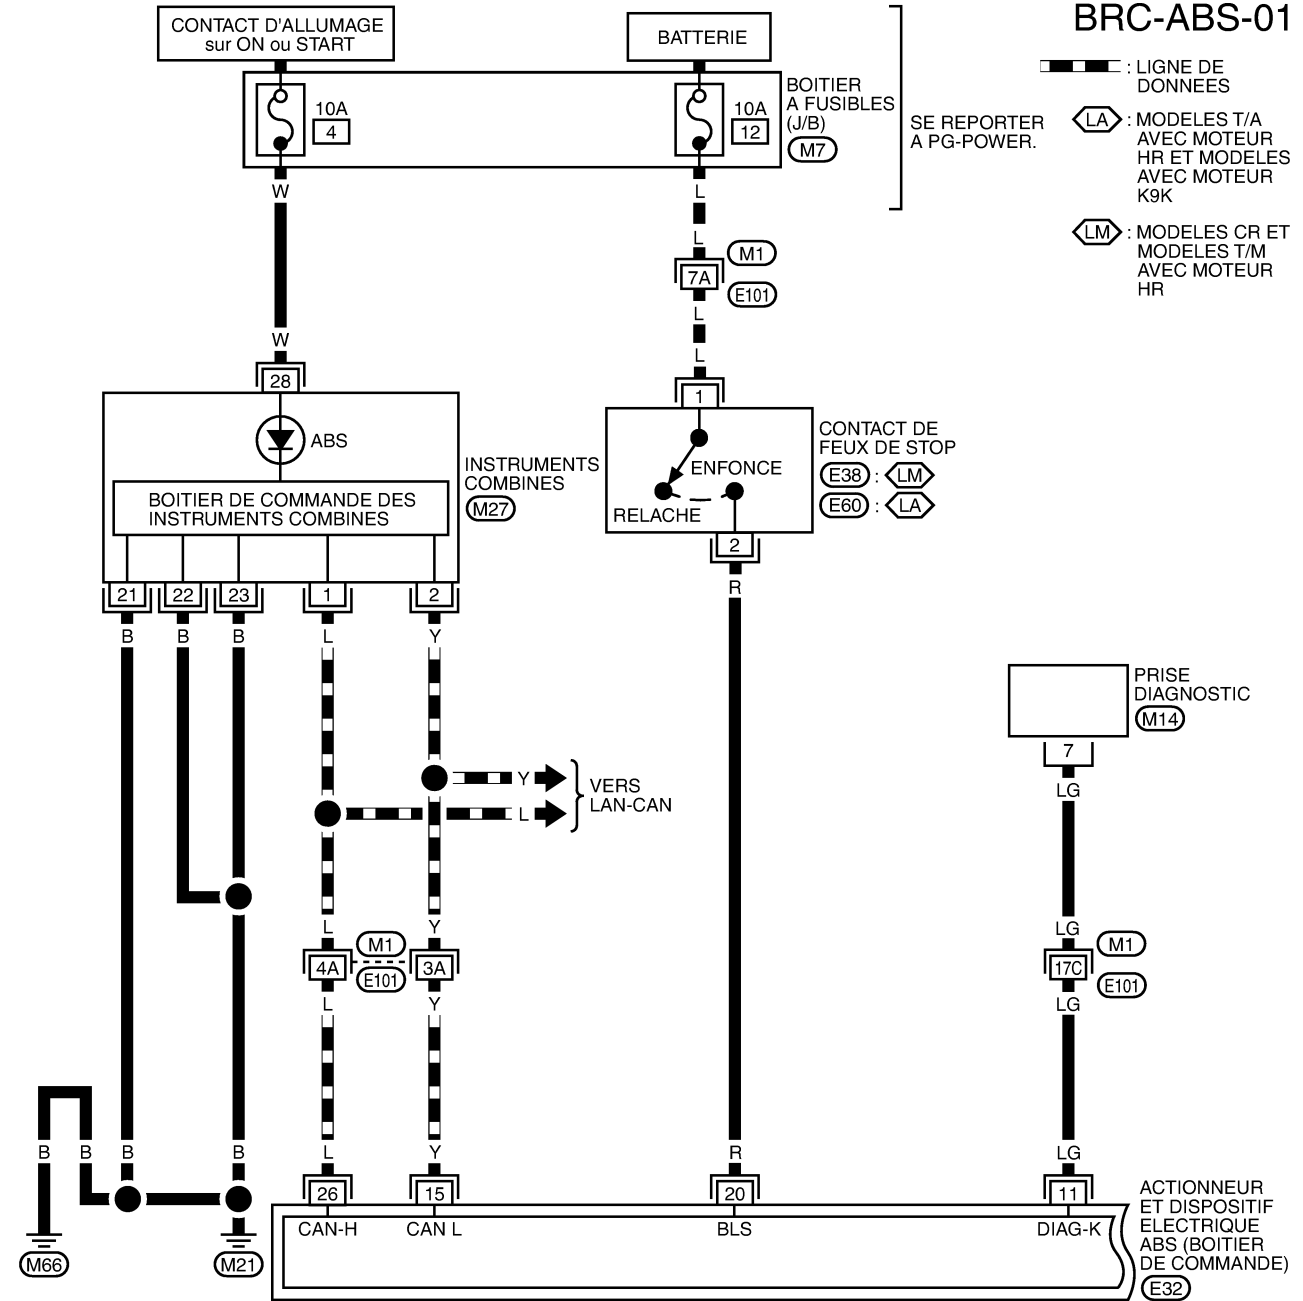 BRC-ABS-01
CONTACT D'ALLUMAGE
sur ON ou START
BATTERIE
: LIGNE DE
DONNEES
10A
4
10A
12
BOITIER
A FUSIBLES
(J/B)
M7
SE REPORTER
A PG-POWER.
LA : MODELES T/A
AVEC MOTEUR
HR ET MODELES
AVEC MOTEUR
K9K
LM : MODELES CR ET
MODELES T/M
AVEC MOTEUR
HR
W
L
L
M1
7A
E101
L
W
L
28
1
ABS
INSTRUMENTS
COMBINES
M27
BOITIER DE COMMANDE DES
INSTRUMENTS COMBINES
CONTACT DE
FEUX DE STOP
E38 : LM
E60 : LA
ENFONCE
RELACHE
2
R
21
22
23
1
2
B
B
B
L
Y
PRISE
DIAGNOSTIC
M14
7
LG
Y
L
VERS
LAN-CAN
L
Y
LG
M1
4A
3A
E101
M1
17C
E101
L
Y
LG
B
B
B
B
L
Y
R
LG
26
15
20
11
CAN-H
CAN L
BLS
DIAG-K
ACTIONNEUR
ET DISPOSITIF
ELECTRIQUE
ABS (BOITIER
DE COMMANDE)
E32
M66
M21